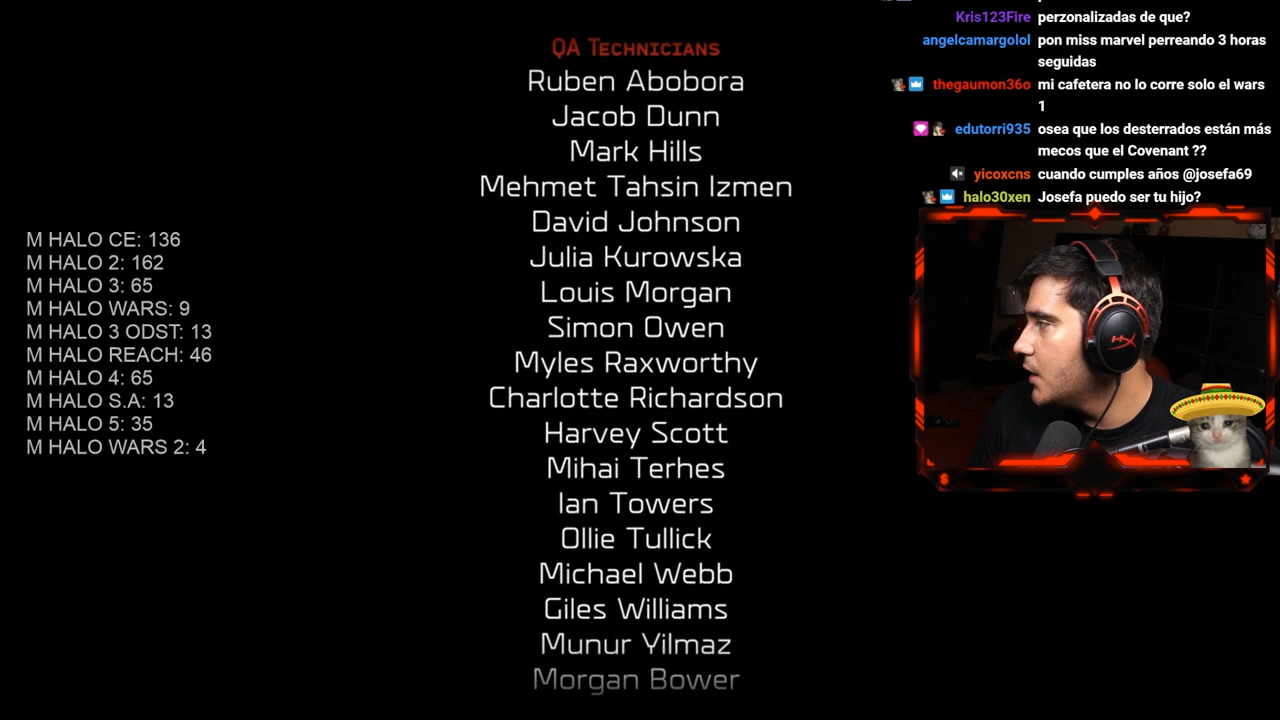 M HALO CE: 136
M HALO 2: 162
M HALO 3: 65
M HALO WARS: 9
M HALO 3 ODST: 13
M HALO REACH: 46
M HALO 4: 65
M HALO S.A: 13
M HALO 5: 35
M HALO WARS 2: 4
QA TECHNICIANS
Ruben Abobora
Jacob Dunn
Mark Hills
Mehmet Tahsin Izmen
David Johnson
Julia Kurowska
Louis Morgan
Simon Owen
Myles Raxworthy
Charlotte Richardson
Harvey Scott
Mihai Terhes
Ian Towers
Ollie Tullick
Michael Webb
Giles Williams
Munur Yilmaz
Morgan Bower
Kris123Fire perzonalizadas de que?
angelcamargolol pon miss marvel perreando 3 horas
seguidas
thegaumon36o mi cafetera no lo corre solo el wars
1
edutorri935 osea que los desterrados están más
mecos que el Covenant ??
yicoxcns cuando cumples años @josefa69
halo30xen Josefa puedo ser tu hijo?
HX